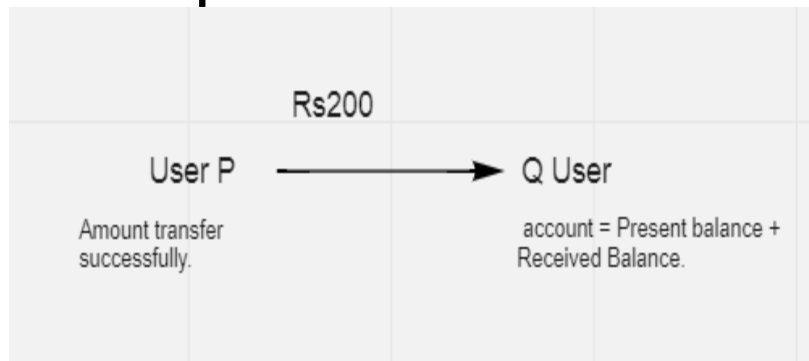 Rs200
User P
Q User
Amount transfer
successfully.
account = Present balance +
Received Balance.